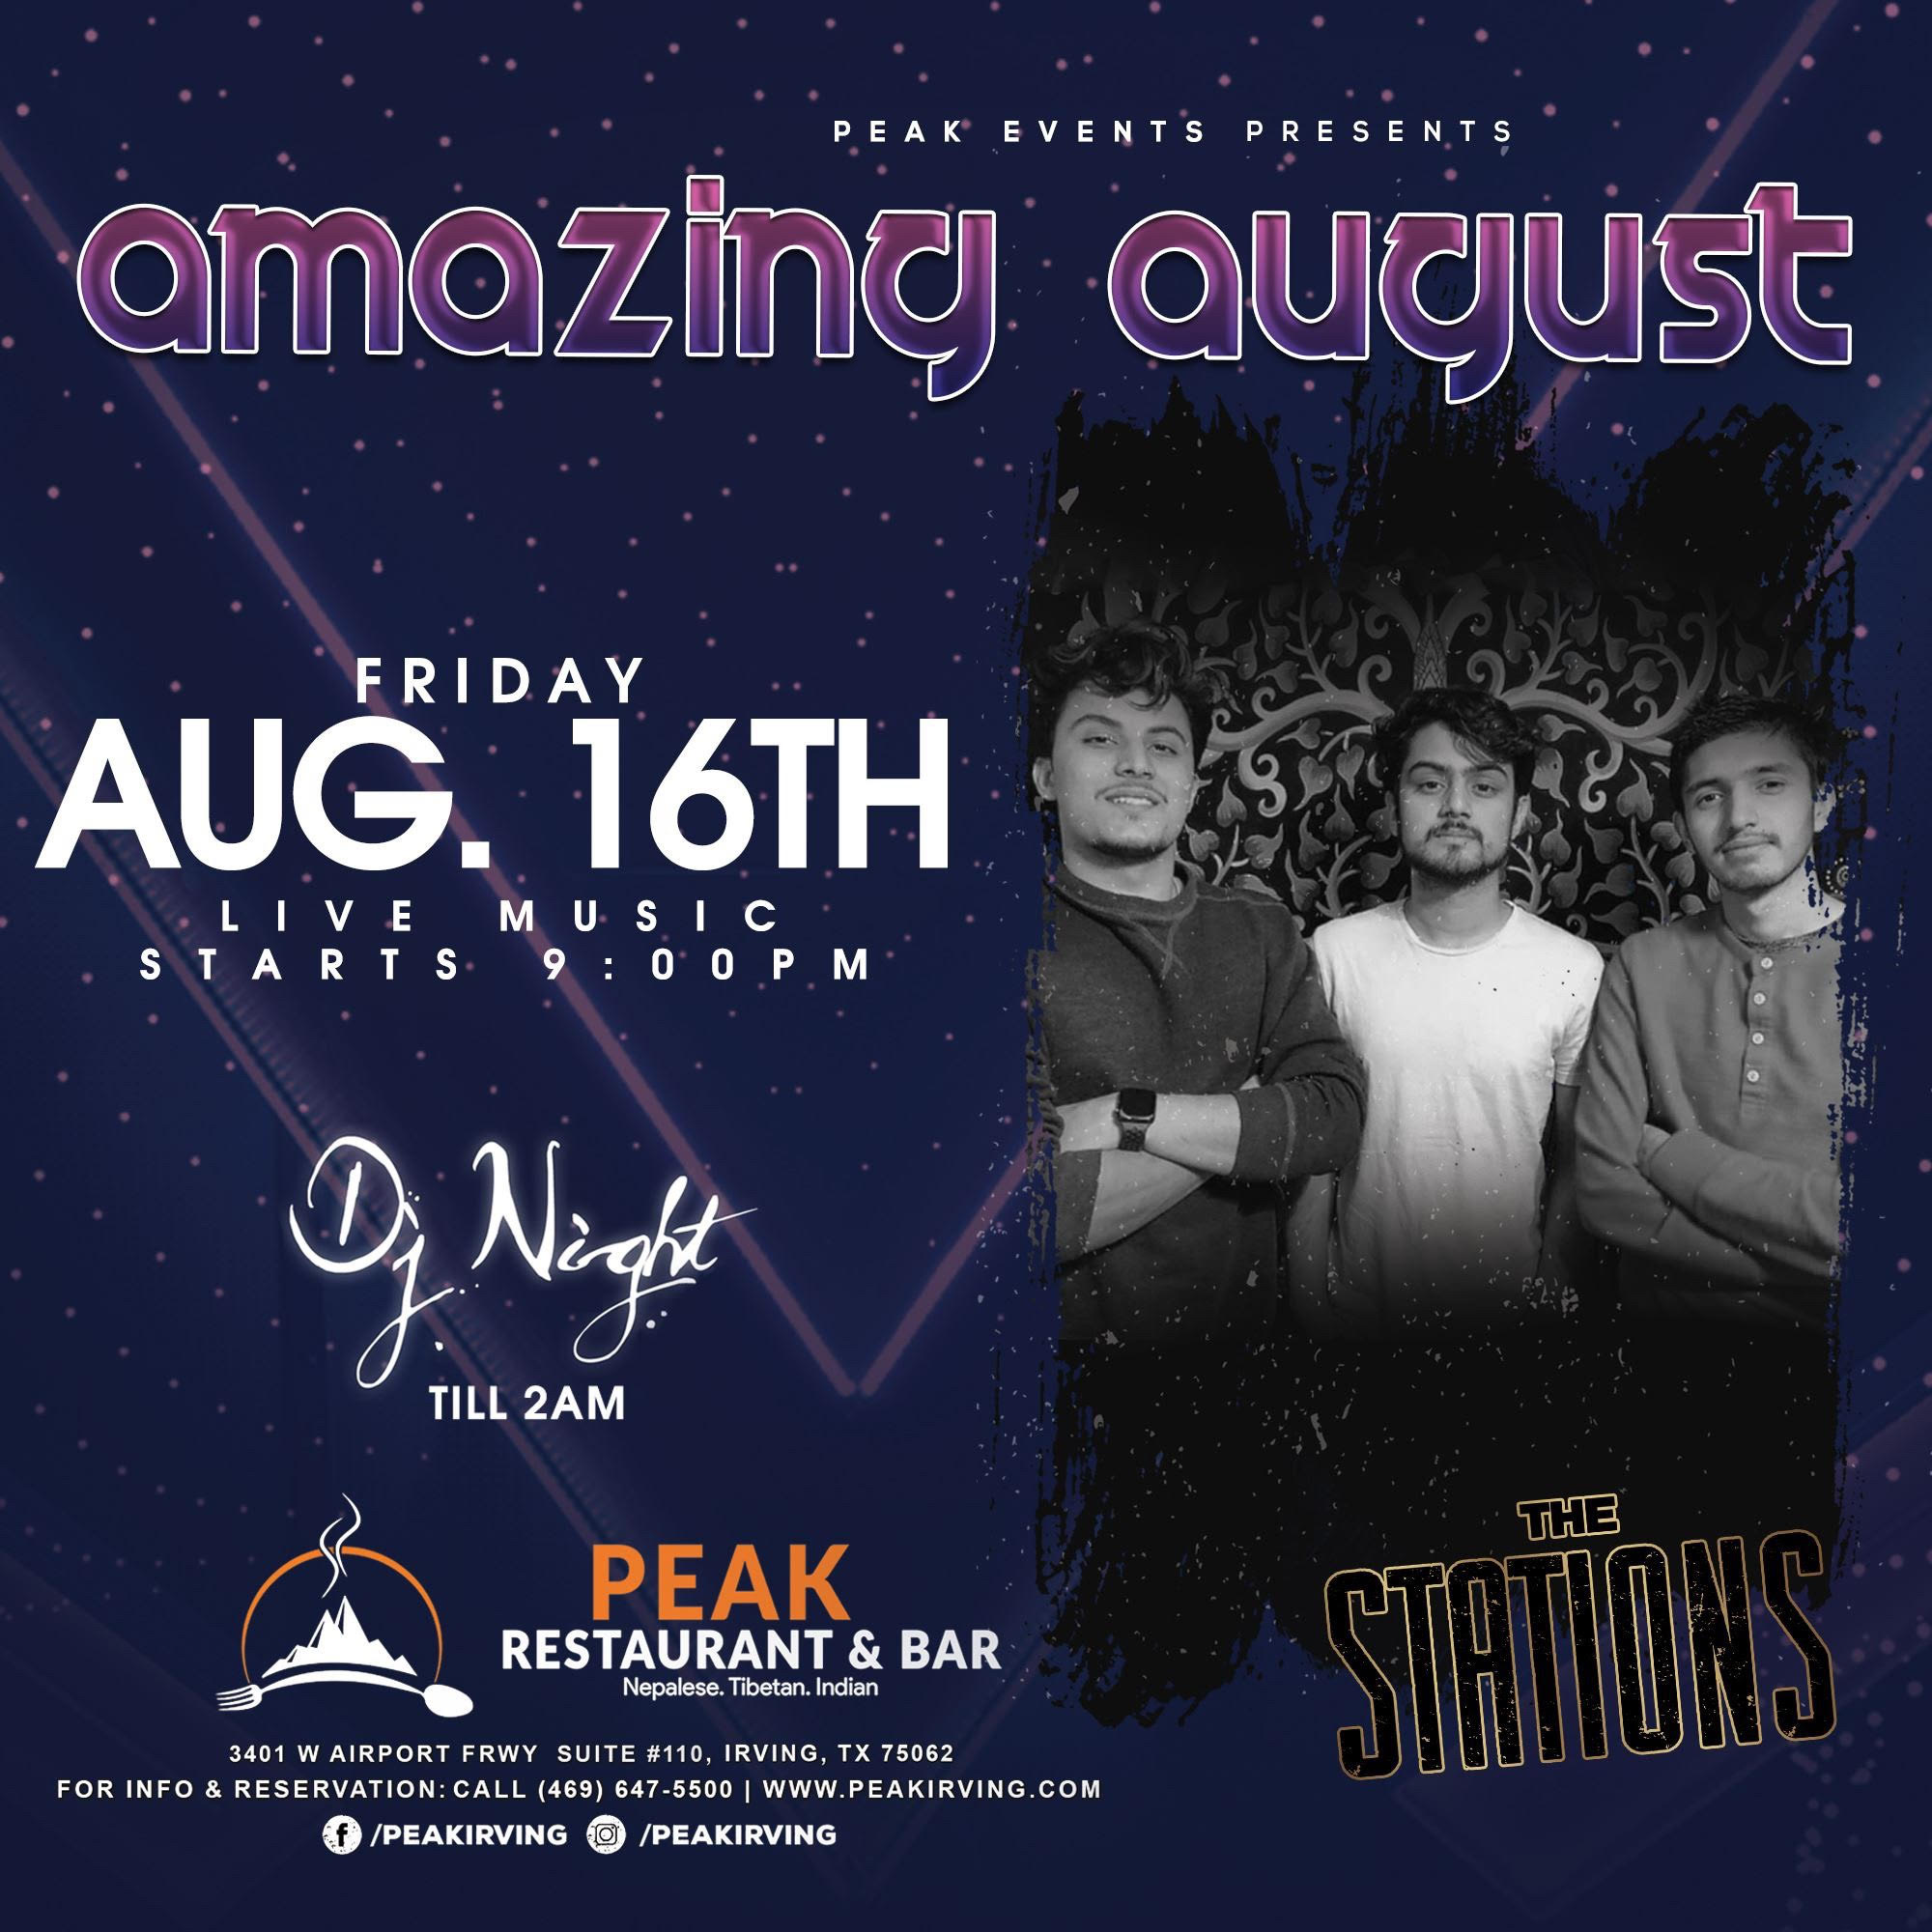 PEAK EVENTS PRESENTS
amazing august
FRIDAY
AUG. 16TH
LIVE MUSIC
STARTS 9:00PM
Dj Night
TILL 2AM
PEAK
RESTAURANT & BAR
Nepalese. Tibetan. Indian
3401 W AIRPORT FRWY SUITE #110, IRVING, TX 75062
FOR INFO & RESERVATION: CALL (469) 647-5500 | WWW.PEAKIRVING.COM
/PEAKIRVING /PEAKIRVING
THE
STATIONS